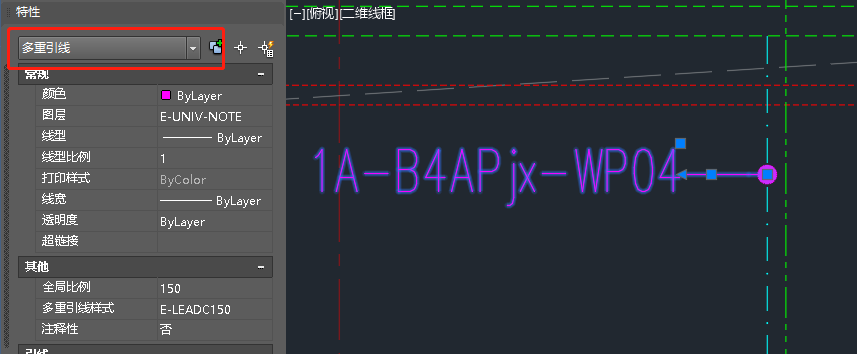 特性
多重引线
常规
颜色 ByLayer
图层 E-UNIV-NOTE
线型 ByLayer
线型比例 1
打印样式 ByColor
线宽 ByLayer
透明度 ByLayer
超链接
其他
全局比例 150
多重引线样式 E-LEADC150
注释性 否
引线
[−][俯视][二维线框]
1A-B4APjx-WP04